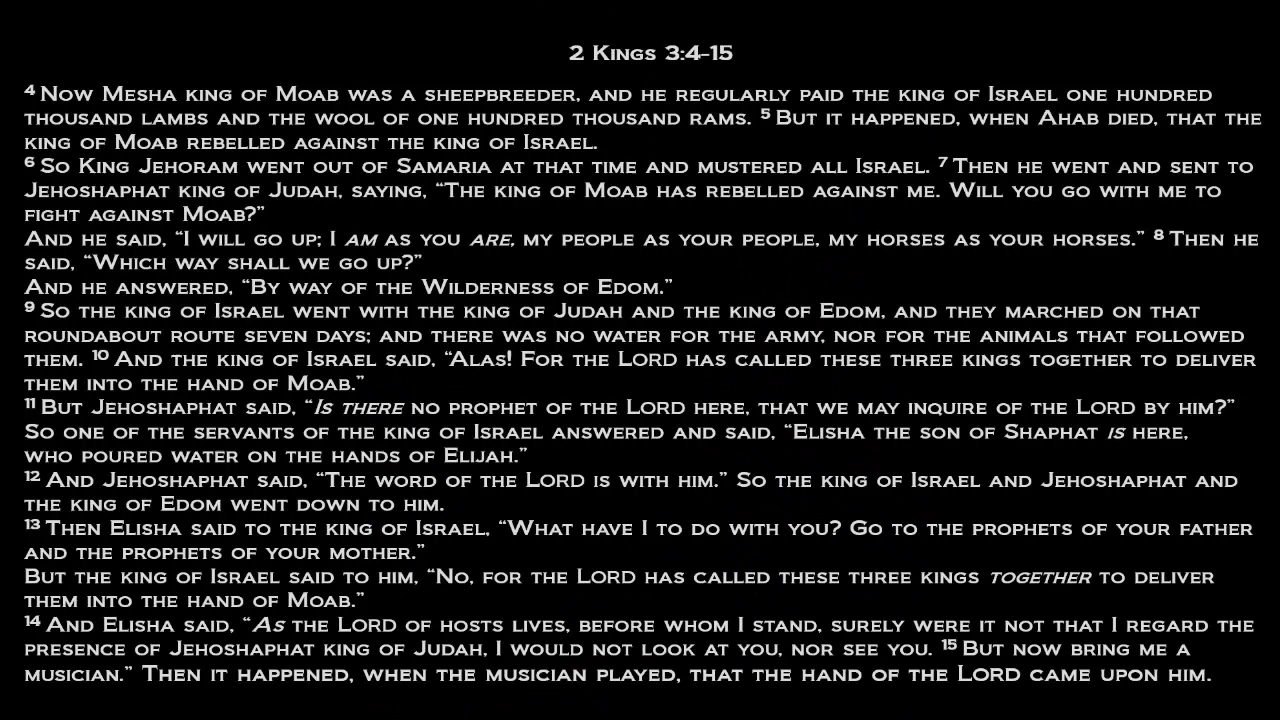 2 Kings 3:4-15
4 Now Mesha king of Moab was a sheepbreeder, and he regularly paid the king of Israel one hundred
thousand lambs and the wool of one hundred thousand rams. 5 But it happened, when Ahab died, that the
king of Moab rebelled against the king of Israel.
6 So King Jehoram went out of Samaria at that time and mustered all Israel. 7 Then he went and sent to
Jehoshaphat king of Judah, saying, “The king of Moab has rebelled against me. Will you go with me to
fight against Moab?”
And he said, “I will go up; I am as you are, my people as your people, my horses as your horses.” 8 Then he
said, “Which way shall we go up?”
And he answered, “By way of the Wilderness of Edom.”
9 So the king of Israel went with the king of Judah and the king of Edom, and they marched on that
roundabout route seven days; and there was no water for the army, nor for the animals that followed
them. 10 And the king of Israel said, “Alas! For the Lord has called these three kings together to deliver
them into the hand of Moab.”
11 But Jehoshaphat said, “Is there no prophet of the Lord here, that we may inquire of the Lord by him?”
So one of the servants of the king of Israel answered and said, “Elisha the son of Shaphat is here,
who poured water on the hands of Elijah.”
12 And Jehoshaphat said, “The word of the Lord is with him.” So the king of Israel and Jehoshaphat and
the king of Edom went down to him.
13 Then Elisha said to the king of Israel, “What have I to do with you? Go to the prophets of your father
and the prophets of your mother.”
But the king of Israel said to him, “No, for the Lord has called these three kings together to deliver
them into the hand of Moab.”
14 And Elisha said, “As the Lord of hosts lives, before whom I stand, surely were it not that I regard the
presence of Jehoshaphat king of Judah, I would not look at you, nor see you. 15 But now bring me a
musician.” Then it happened, when the musician played, that the hand of the Lord came upon him.